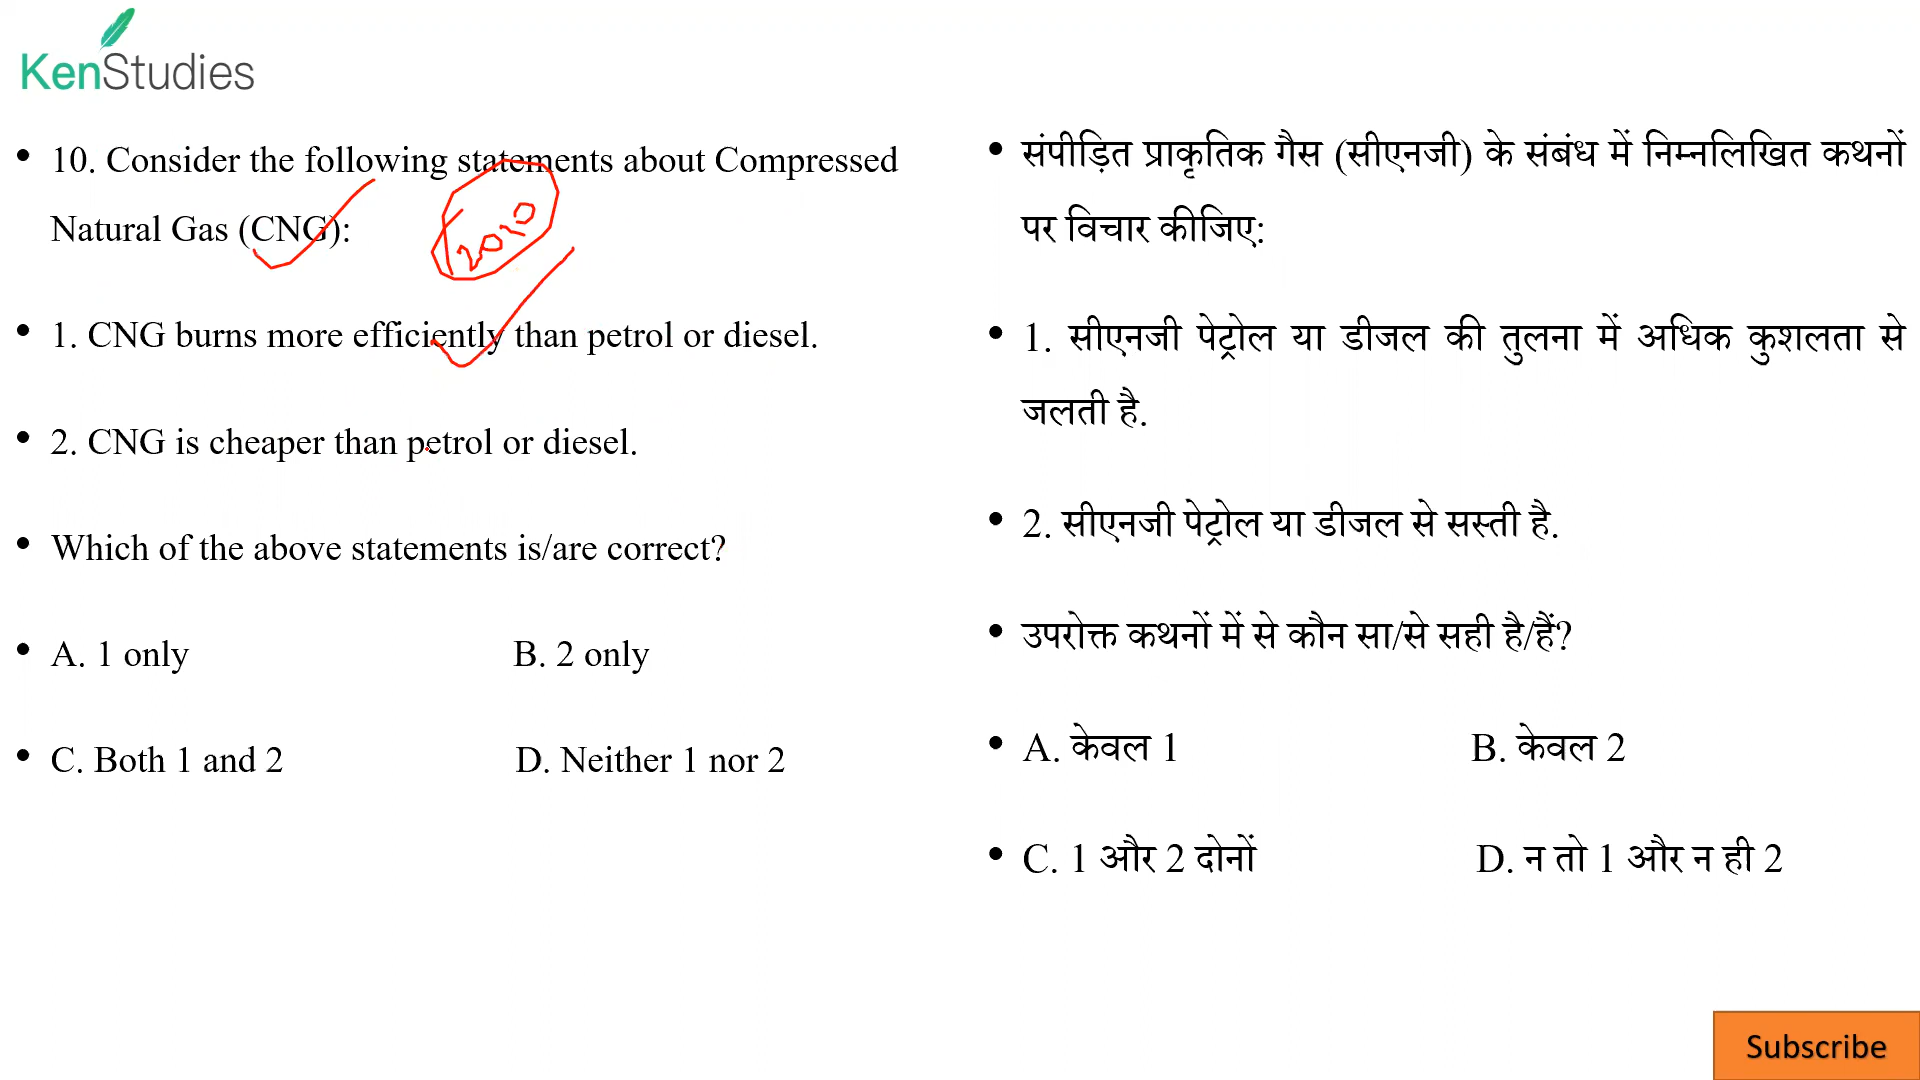 KenStudies
• 10. Consider the following statements about Compressed
Natural Gas (CNG):
2020
• 1. CNG burns more efficiently than petrol or diesel.
• 2. CNG is cheaper than petrol or diesel.
• Which of the above statements is/are correct?
• A. 1 only B. 2 only
• C. Both 1 and 2 D. Neither 1 nor 2
• संपीड़ित प्राकृतिक गैस (सीएनजी) के संबंध में निम्नलिखित कथनों
पर विचार कीजिए:
• 1. सीएनजी पेट्रोल या डीजल की तुलना में अधिक कुशलता से
जलती है.
• 2. सीएनजी पेट्रोल या डीजल से सस्ती है.
• उपरोक्त कथनों में से कौन सा/से सही है/हैं?
• A. केवल 1 B. केवल 2
• C. 1 और 2 दोनों D. न तो 1 और न ही 2
Subscribe